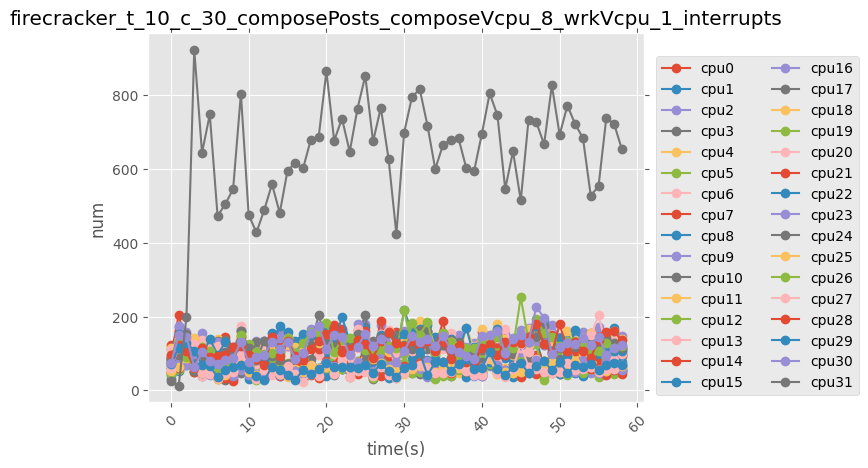 firecracker_t_10_c_30_composePosts_composeVcpu_8_wrkVcpu_1_interrupts
800
600
400
200
0
num
0
10
20
30
40
50
60
time(s)
cpu0
cpu1
cpu2
cpu3
cpu4
cpu5
cpu6
cpu7
cpu8
cpu9
cpu10
cpu11
cpu12
cpu13
cpu14
cpu15
cpu16
cpu17
cpu18
cpu19
cpu20
cpu21
cpu22
cpu23
cpu24
cpu25
cpu26
cpu27
cpu28
cpu29
cpu30
cpu31